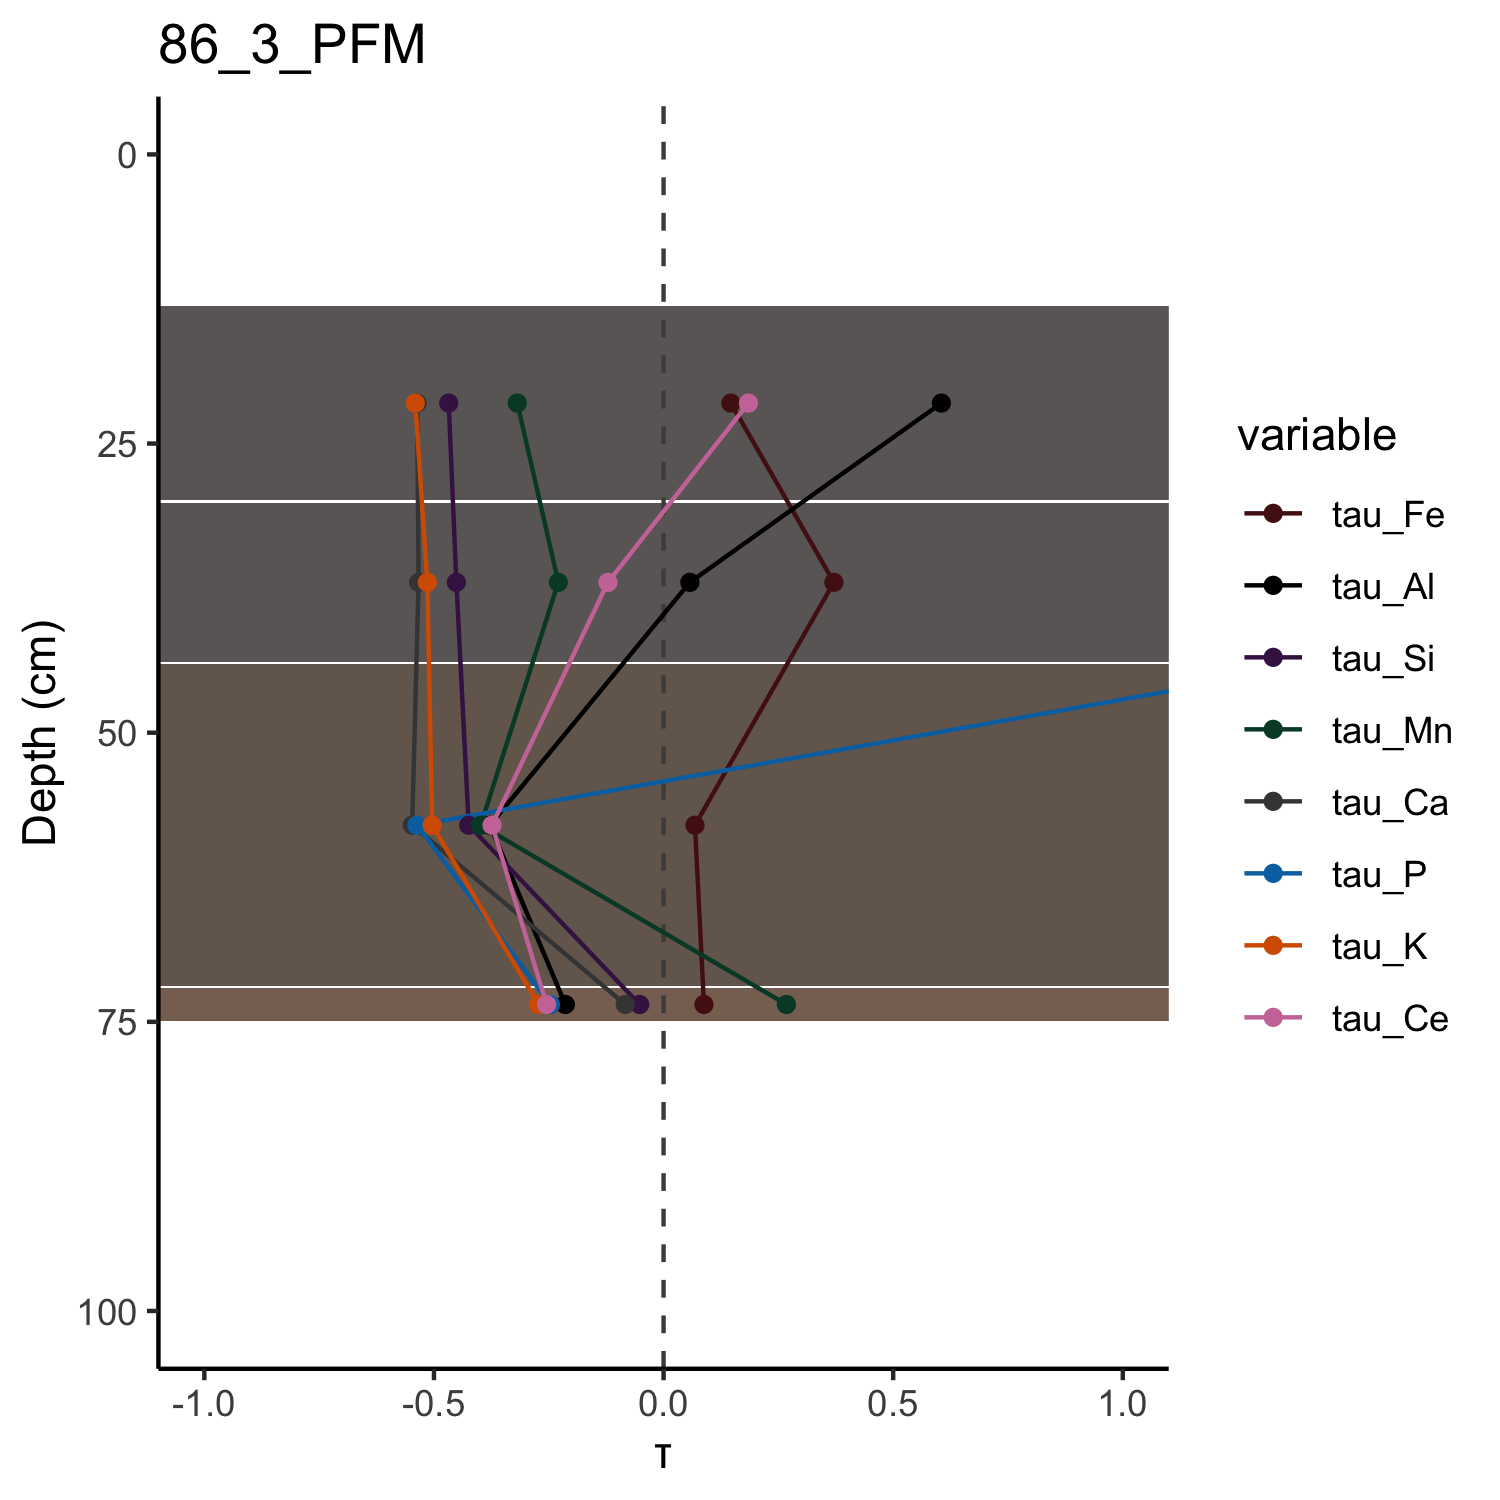 86_3_PFM
0
25
50
75
100
Depth (cm)
-1.0 -0.5 0.0 0.5 1.0
τ
variable
tau_Fe
tau_Al
tau_Si
tau_Mn
tau_Ca
tau_P
tau_K
tau_Ce